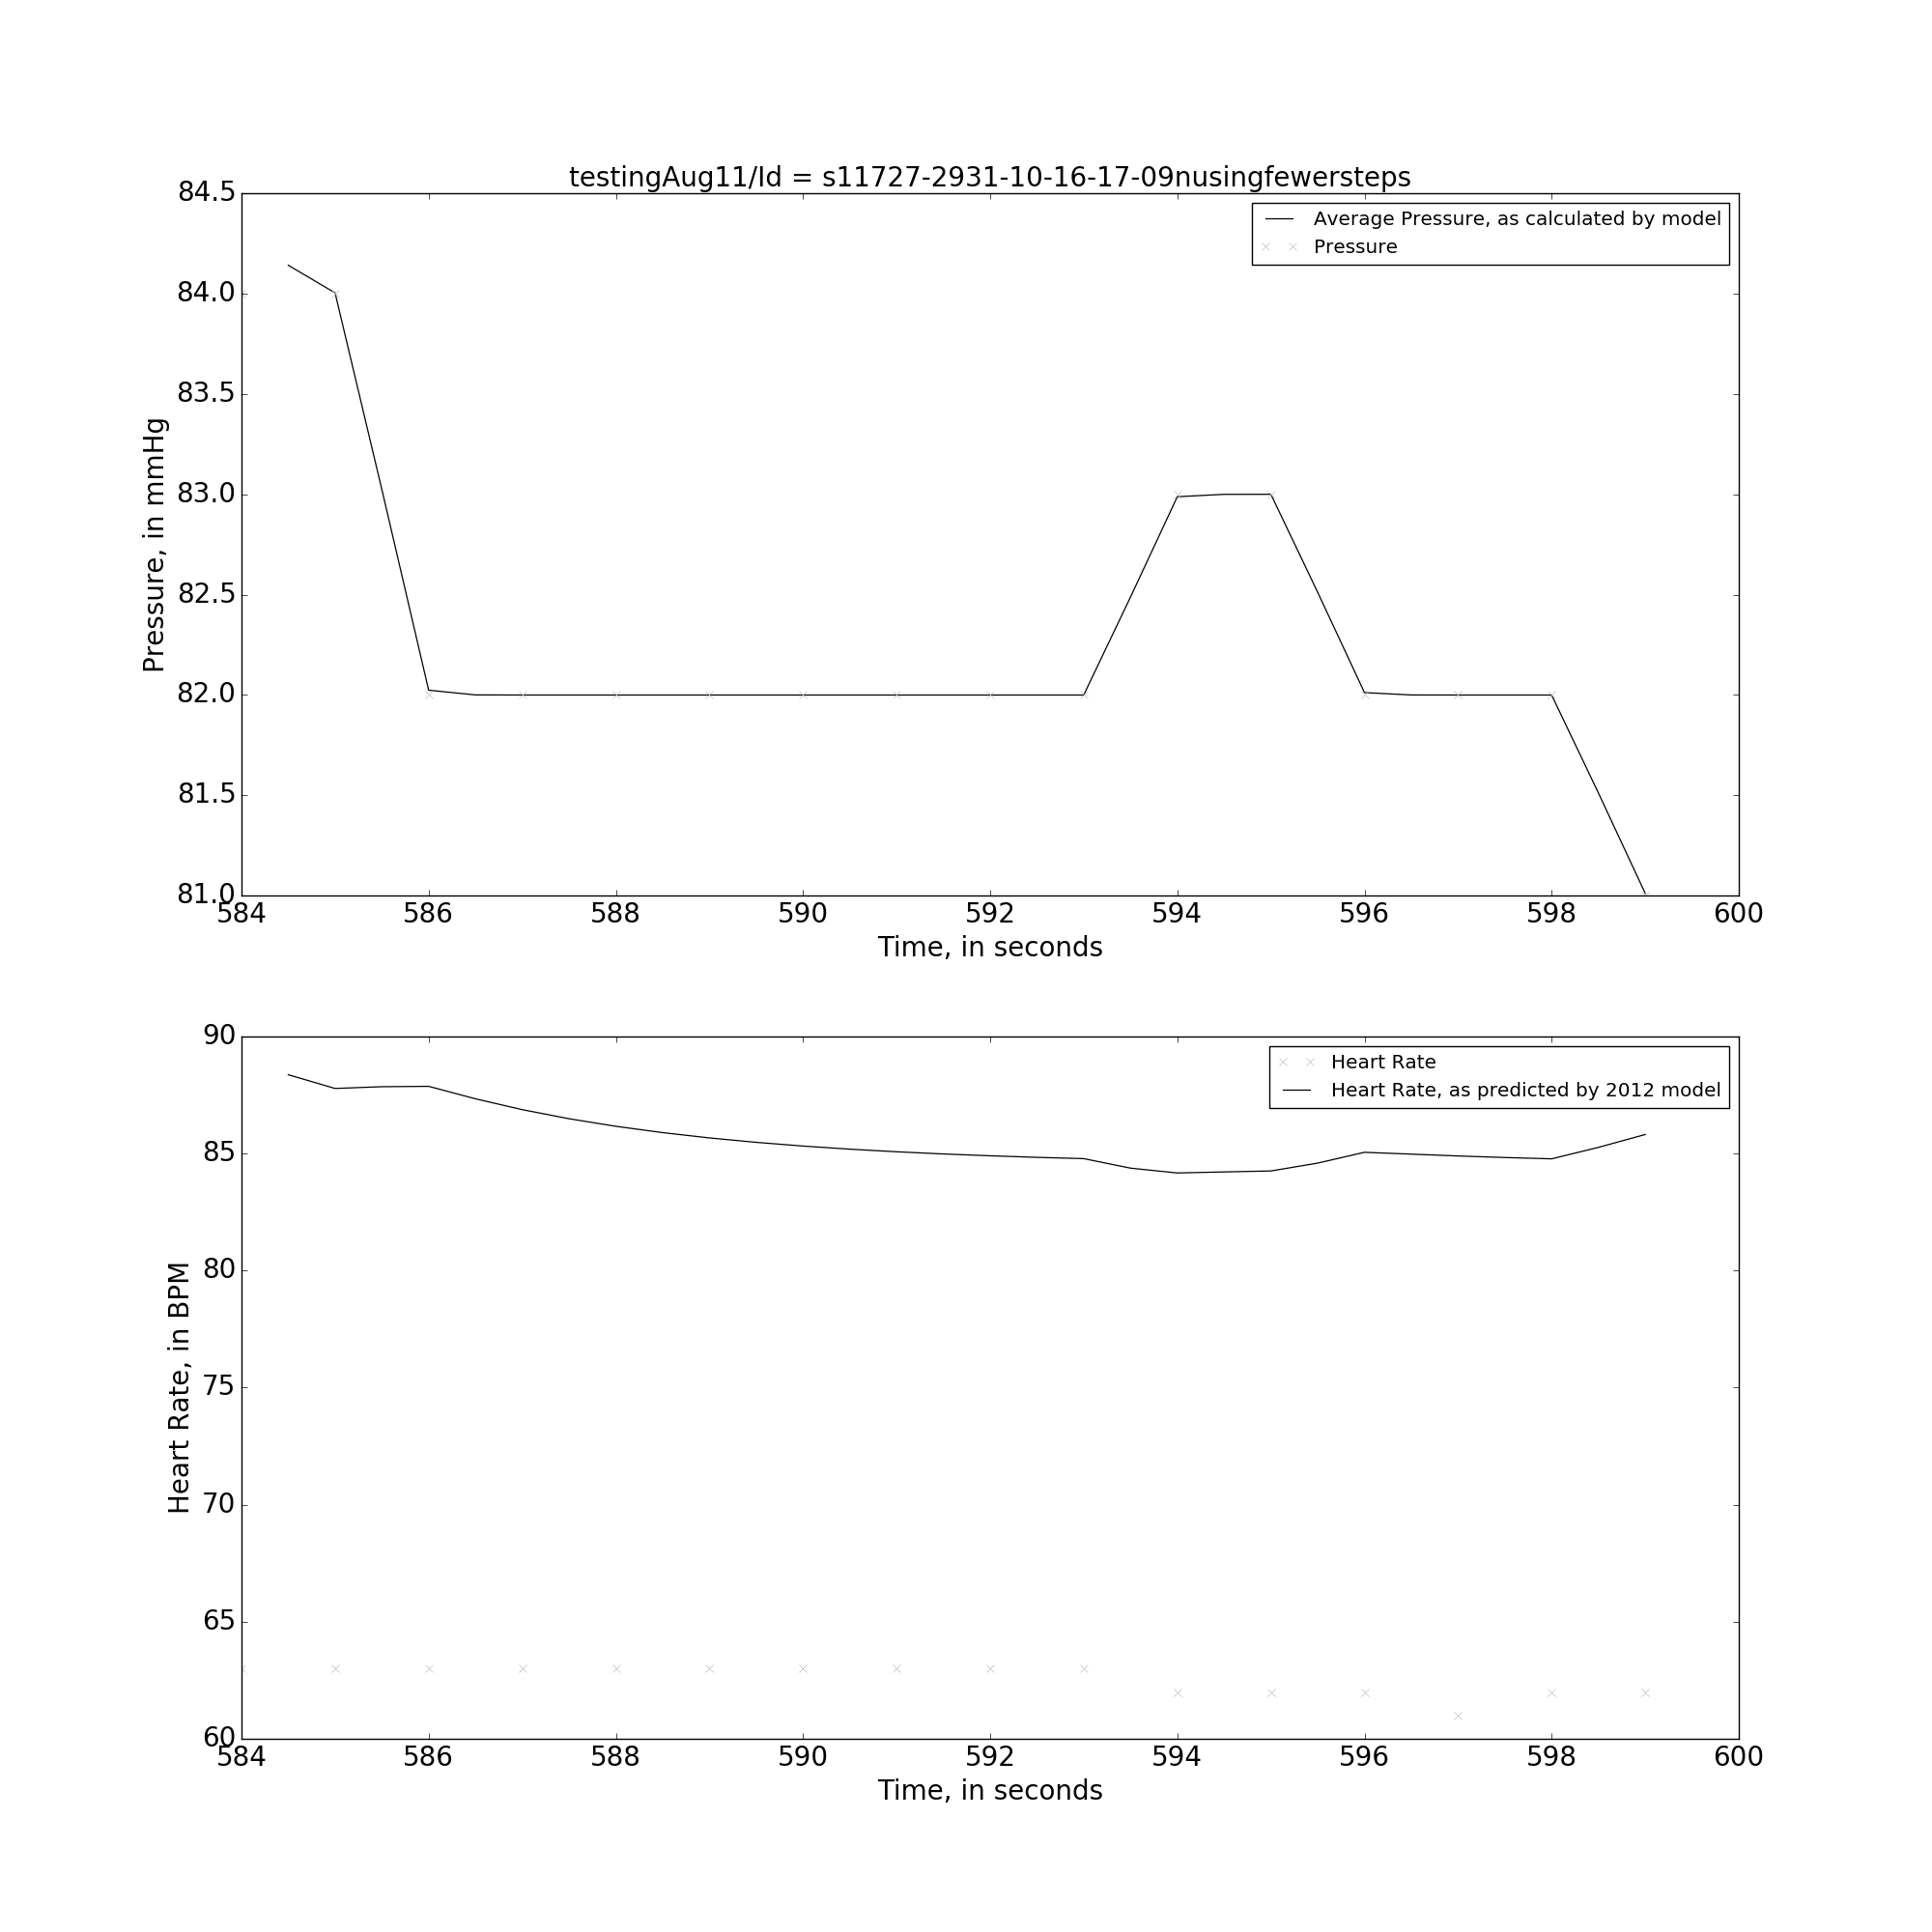 testingAug11/Id = s11727-2931-10-16-17-09nusingfewersteps
84.5
84.0
83.5
83.0
82.5
82.0
81.5
81.0
Pressure, in mmHg
Average Pressure, as calculated by model
Pressure
584 586 588 590 592 594 596 598 600
Time, in seconds
90
85
80
75
70
65
60
Heart Rate, in BPM
Heart Rate
Heart Rate, as predicted by 2012 model
584 586 588 590 592 594 596 598 600
Time, in seconds